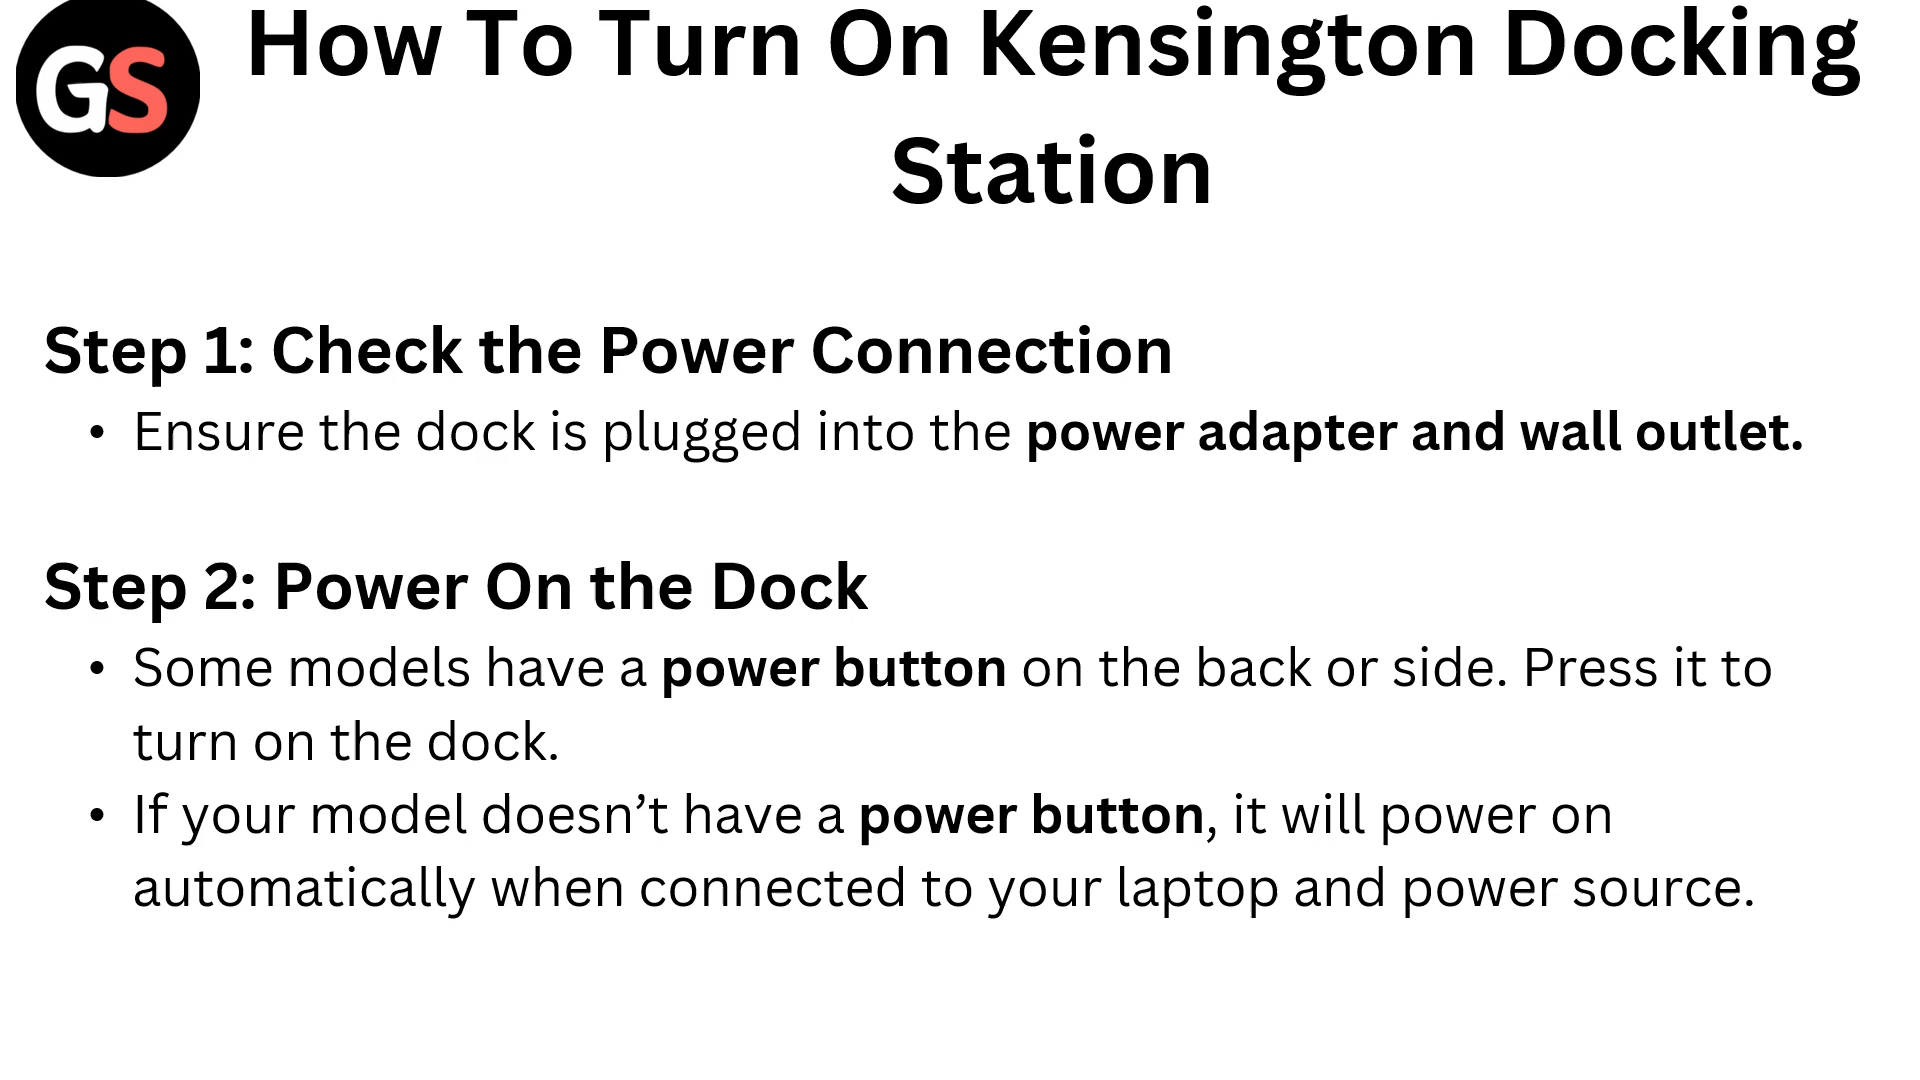 GS
How To Turn On Kensington Docking
Station
Step 1: Check the Power Connection
• Ensure the dock is plugged into the power adapter and wall outlet.
Step 2: Power On the Dock
• Some models have a power button on the back or side. Press it to
turn on the dock.
• If your model doesn’t have a power button, it will power on
automatically when connected to your laptop and power source.